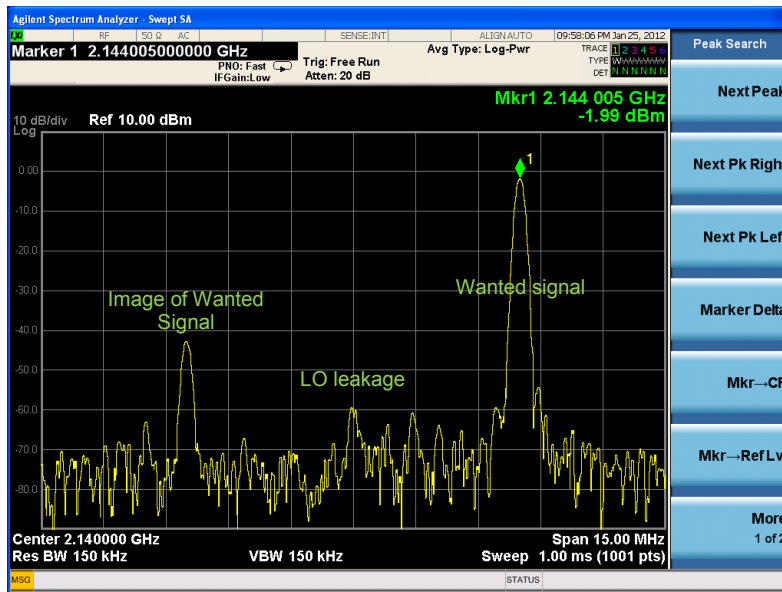 Agilent Spectrum Analyzer - Swept SA
LXI RF 50 Ω AC SENSE:INT ALIGNAUTO 09:58:06 PM Jan 25, 2012
Marker 1 2.144005000000 GHz
PNO: Fast
IFGain:Low
Trig: Free Run
Atten: 20 dB
Avg Type: Log-Pwr
TRACE 1 2 3 4 5 6
TYPE W
DET N N N N N N
Peak Search
Mkr1 2.144 005 GHz
-1.99 dBm
10 dB/div Ref 10.00 dBm
Log
1
0.00
-10.0
-20.0
-30.0
-40.0
-50.0
-60.0
-70.0
-80.0
Image of Wanted
Signal
LO leakage
Wanted signal
Center 2.140000 GHz Span 15.00 MHz
Res BW 150 kHz VBW 150 kHz Sweep 1.00 ms (1001 pts)
MSG STATUS
Next Peak
Next Pk Righ
Next Pk Lef
Marker Delta
Mkr→CF
Mkr→Ref Lv
More
1 of 2